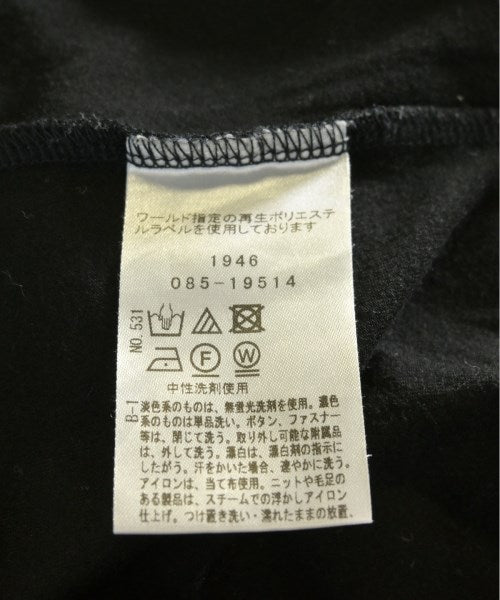 ワールド指定の再生ポリエステ
ルラベルを使用しております
1946
085-19514
NO.531
F
W
中性洗剤使用
B-1
淡色系のものは、無蛍光洗剤を使用。濃色
系のものは単品洗い。ボタン、ファスナー
等は、閉じて洗う。取り外し可能な附属品
は、外して洗う。漂白は、漂白剤の指示に
したがう。汗をかいた場合、速やかに洗う。
アイロンは、当て布使用。ニットや毛足の
ある製品は、スチームでの浮かしアイロン
仕上げ。つけ置き洗い・濡れたままの放置、